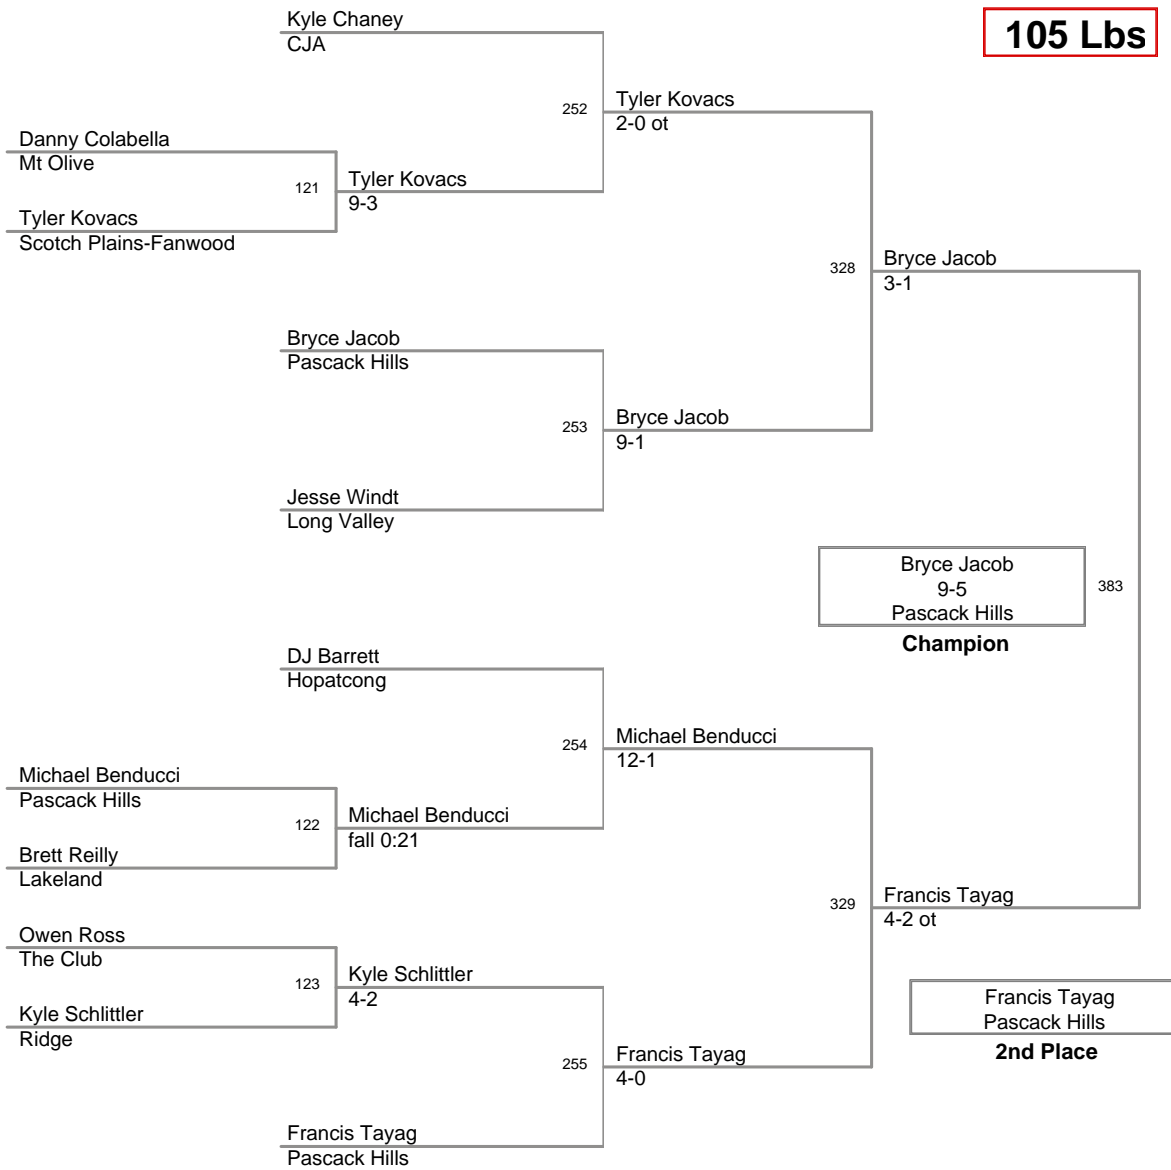 Kyle Chaney
CJA
105 Lbs
252
Tyler Kovacs
2-0 ot
Danny Colabella
Mt Olive
121
Tyler Kovacs
9-3
Tyler Kovacs
Scotch Plains-Fanwood
328
Bryce Jacob
3-1
Bryce Jacob
Pascack Hills
253
Bryce Jacob
9-1
Jesse Windt
Long Valley
Bryce Jacob
9-5
Pascack Hills
383
Champion
DJ Barrett
Hopatcong
254
Michael Benducci
12-1
Michael Benducci
Pascack Hills
122
Michael Benducci
fall 0:21
Brett Reilly
Lakeland
329
Francis Tayag
4-2 ot
Owen Ross
The Club
123
Kyle Schlittler
4-2
Kyle Schlittler
Ridge
Francis Tayag
Pascack Hills
2nd Place
255
Francis Tayag
4-0
Francis Tayag
Pascack Hills